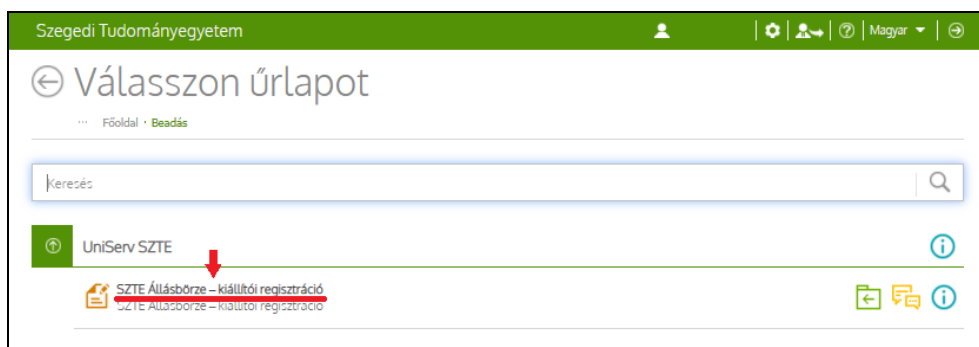 Szegedi Tudományegyetem
Magyar
Válasszon űrlapot
... Főoldal • Beadás
Keresés
UniServ SZTE
SZTE Állásbörze – kiállítói regisztráció
SZTE Állásbörze – kiállítói regisztráció